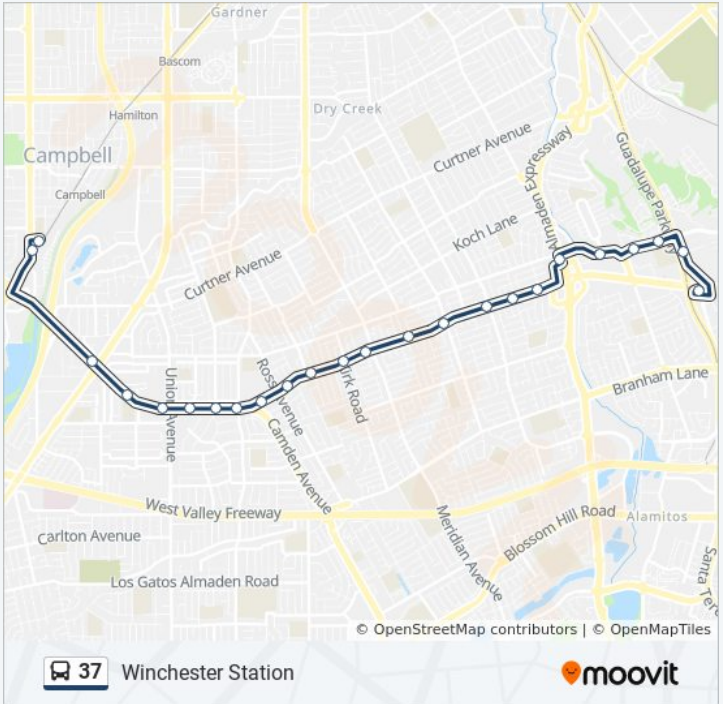 Gardner
Bascom
Dry Creek
Hamilton
Curtner Avenue
Campbell
Almaden Expressway
Guadalupe Parkway
Campbell
Koch Lane
Curtner Avenue
Union Avenue
Ross Avenue
Kirk Road
Branham Lane
Camden Avenue
West Valley Freeway
Meridian Avenue
Blossom Hill Road
Alamitos
Carlton Avenue
Los Gatos Almaden Road
Santa Ter
© OpenStreetMap contributors | © OpenMapTiles
37 Winchester Station
moovit